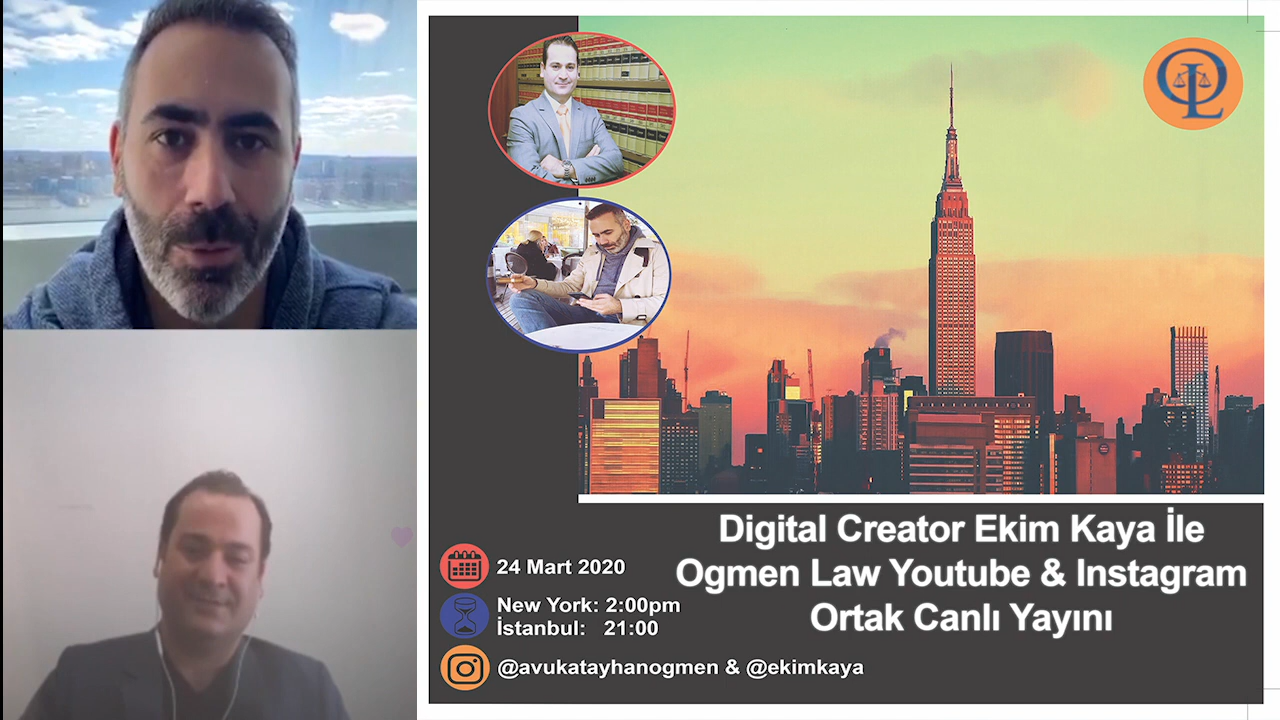 OL
Digital Creator Ekim Kaya İle
Ogmen Law Youtube & Instagram
Ortak Canlı Yayını
24 Mart 2020
New York: 2:00pm
İstanbul: 21:00
@avukatayhanogmen & @ekimkaya